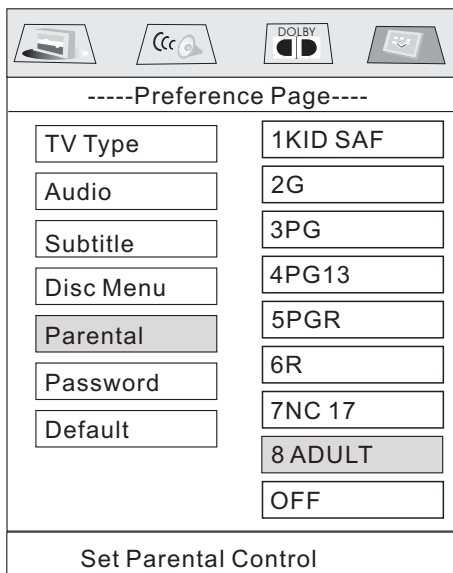 DOLBY
-----Preference Page----
TV Type
Audio
Subtitle
Disc Menu
Parental
Password
Default
1KID SAF
2G
3PG
4PG13
5PGR
6R
7NC 17
8 ADULT
OFF
Set Parental Control